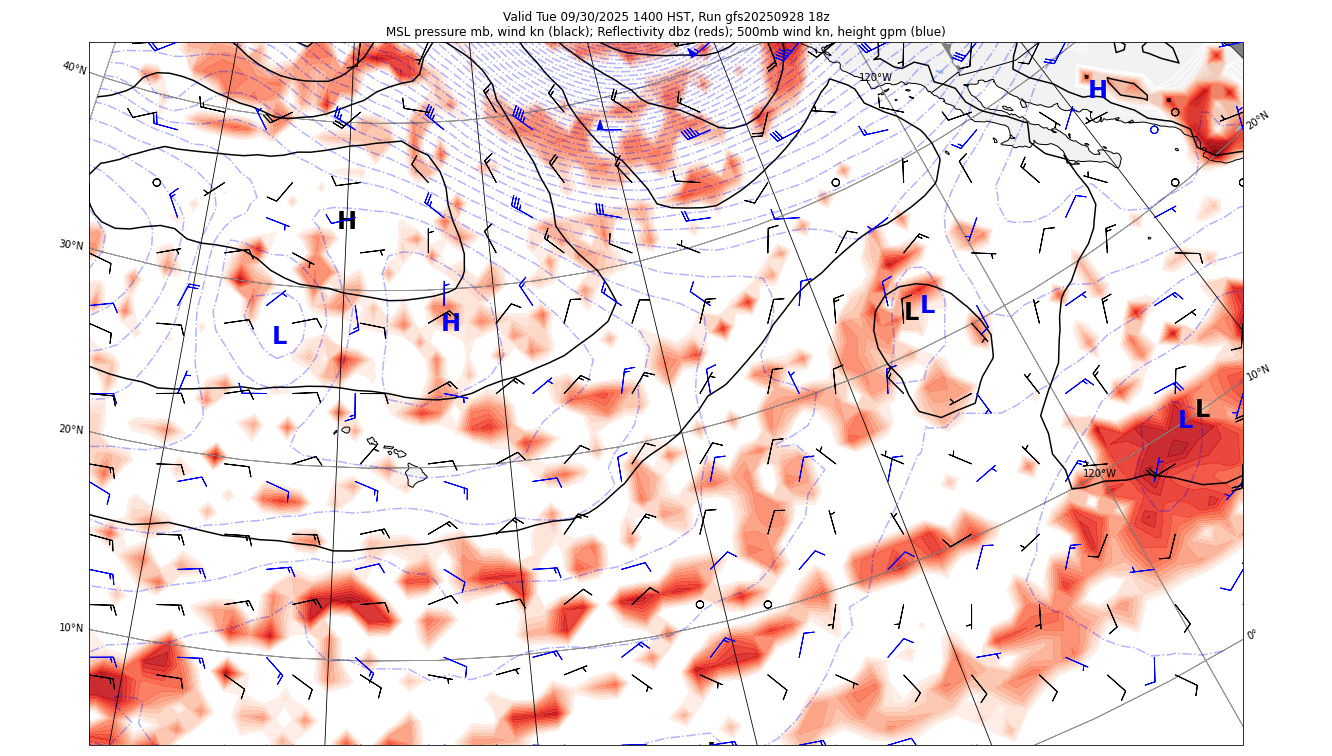 Valid Tue 09/30/2025 1400 HST, Run gfs20250928 18z
MSL pressure mb, wind kn (black); Reflectivity dbz (reds); 500mb wind kn, height gpm (blue)
40°N
120°W
H
20°N
H
30°N
L
L
H
L
10°N
L
L
20°N
120°W
10°N
0°